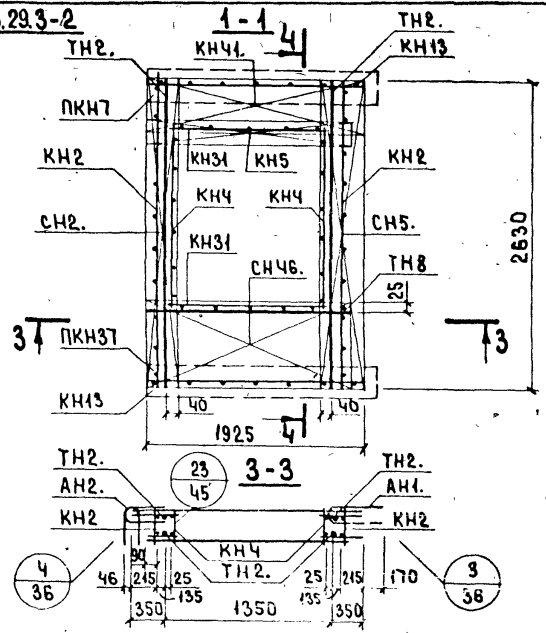 .29.3-2
1-1
4
ТН2.
КН41.
ТН2.
КН13
ПКН7
КН2
КН31
КН5
КН2
КН4
КН4
СН2.
СН5.
КН31
СН46.
ТН8
2630
25
3
ПКН37
3
КН13
40
40
1925
4
ТН2.
23
45
3-3
ТН2.
АН2.
АН1.
КН2
КН2
КН4
ТН2.
4
36
90
9
36
46
215
25
25
215
170
135
135
350
1350
350